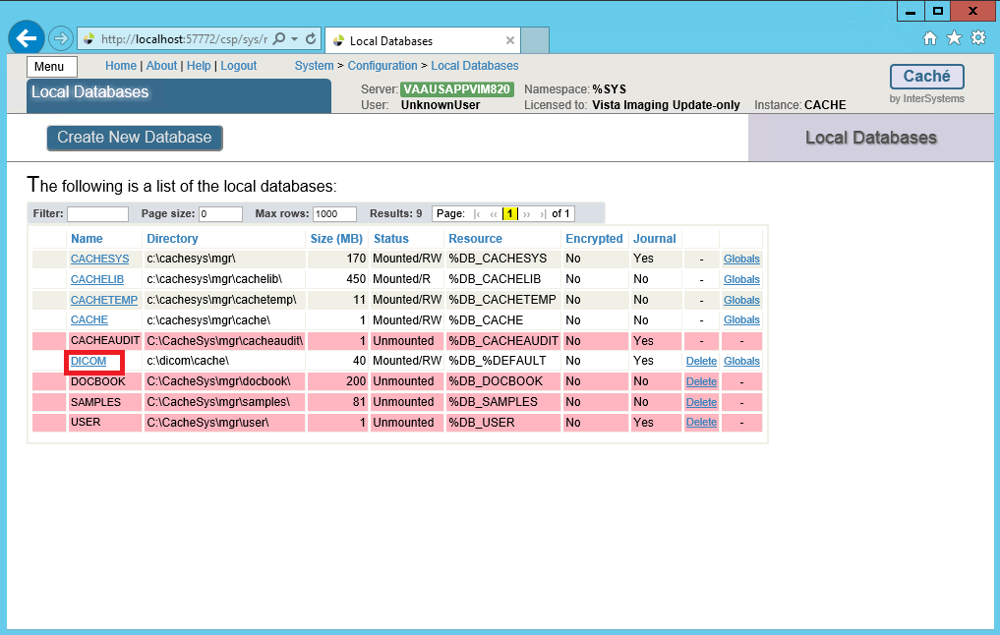 http://localhost:57772/csp/sys/r
Local Databases
Menu
Home | About | Help | Logout
System > Configuration > Local Databases
Local Databases
Server: VAAUSAPPVIM820 Namespace: %SYS
User: UnknownUser Licensed to: Vista Imaging Update-only Instance: CACHE
Caché
by InterSystems
Create New Database
Local Databases
The following is a list of the local databases:
Filter: Page size: 0 Max rows: 1000 Results: 9 Page: |‹ ‹‹ 1 ›› ›| of 1
Name Directory Size (MB) Status Resource Encrypted Journal
CACHESYS c:\cachesys\mgr\ 170 Mounted/RW %DB_CACHESYS No Yes - Globals
CACHELIB c:\cachesys\mgr\cachelib\ 450 Mounted/R %DB_CACHELIB No No - Globals
CACHETEMP c:\cachesys\mgr\cachetemp\ 11 Mounted/RW %DB_CACHETEMP No No - Globals
CACHE c:\cachesys\mgr\cache\ 1 Mounted/RW %DB_CACHE No No - Globals
CACHEAUDIT C:\CacheSys\mgr\cacheaudit\ 1 Unmounted %DB_CACHEAUDIT No Yes - -
DICOM c:\dicom\cache\ 40 Mounted/RW %DB_%DEFAULT No Yes Delete Globals
DOCBOOK C:\CacheSys\mgr\docbook\ 200 Unmounted %DB_DOCBOOK No No Delete -
SAMPLES C:\CacheSys\mgr\samples\ 81 Unmounted %DB_SAMPLES No No Delete -
USER C:\CacheSys\mgr\user\ 1 Unmounted %DB_USER No Yes Delete -